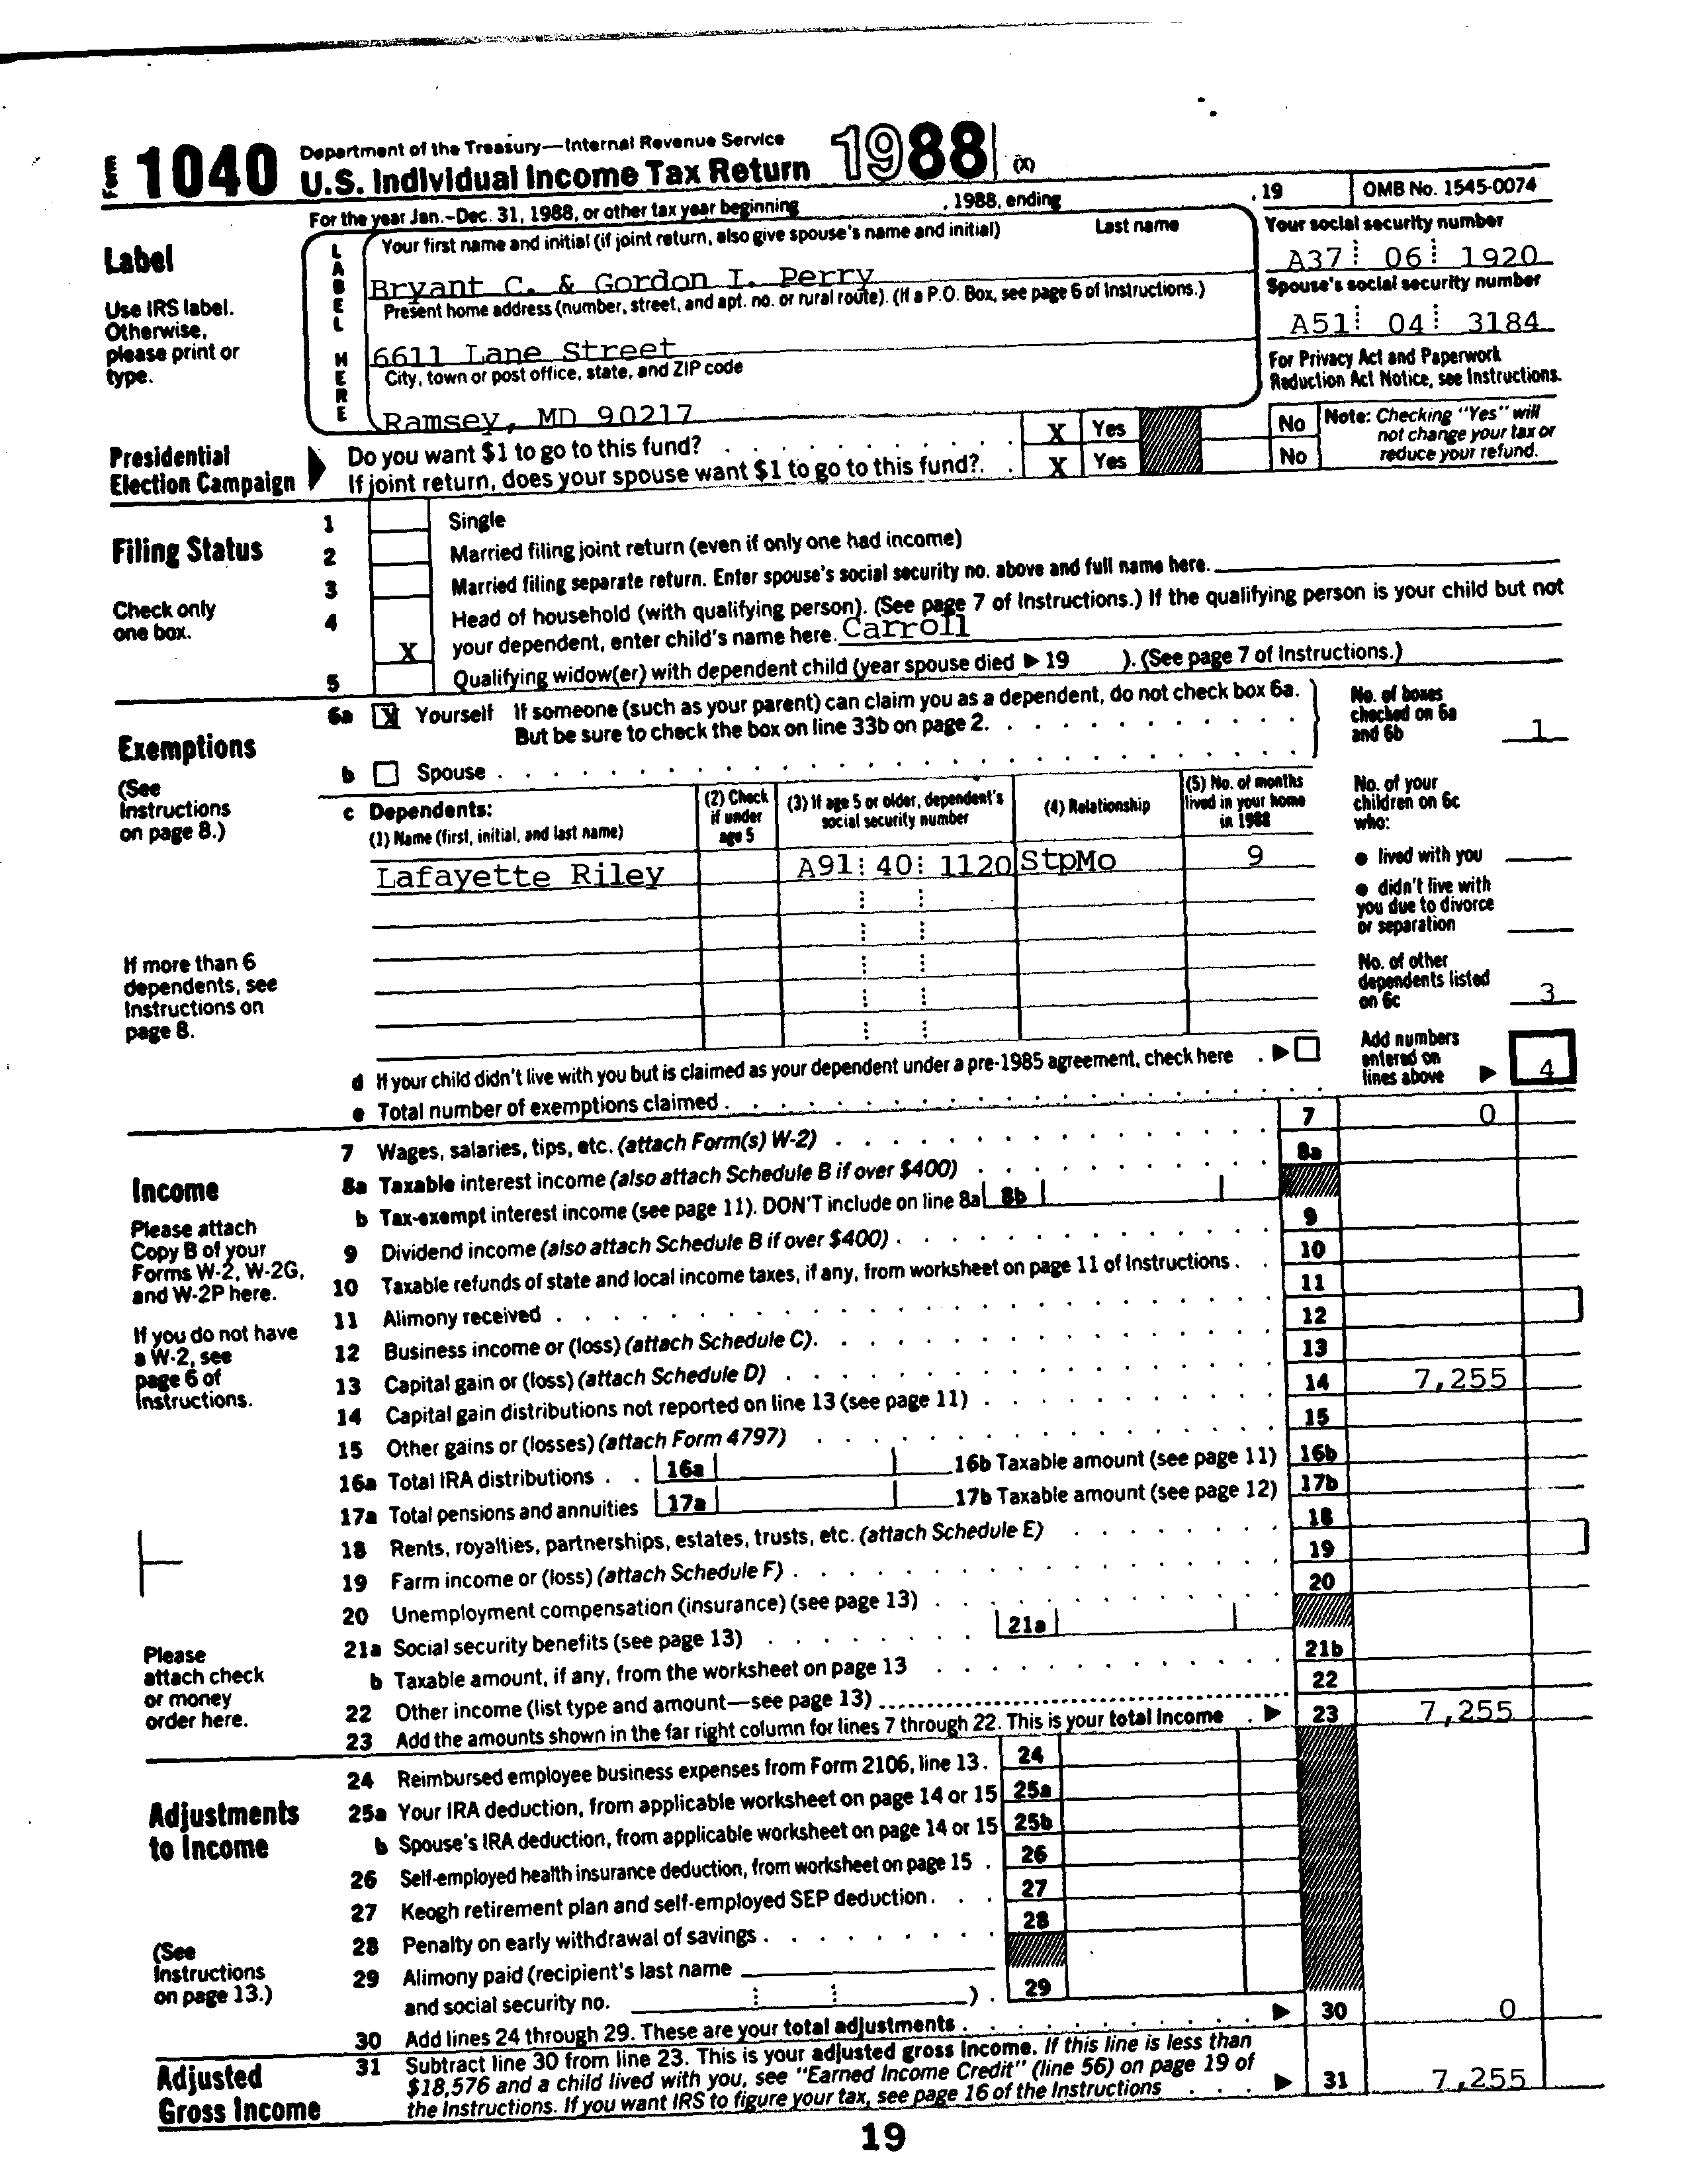 Form 1040 Department of the Treasury—Internal Revenue Service
U.S. Individual Income Tax Return 1988 (X)
For the year Jan.–Dec. 31, 1988, or other tax year beginning , 1988, ending , 19 OMB No. 1545-0074
Label
Use IRS label.
Otherwise,
please print or
type.
LABEL HERE
Your first name and initial (if joint return, also give spouse's name and initial) Last name
Bryant C. & Gordon I. Perry
Your social security number
A37 06 1920
Present home address (number, street, and apt. no. or rural route). (If a P.O. Box, see page 6 of Instructions.)
6611 Lane Street
Spouse's social security number
A51 04 3184
City, town or post office, state, and ZIP code
Ramsey, MD 90217
For Privacy Act and Paperwork
Reduction Act Notice, see Instructions.
Presidential
Election Campaign
Do you want $1 to go to this fund? X Yes No
If joint return, does your spouse want $1 to go to this fund?. X Yes No
Note: Checking "Yes" will
not change your tax or
reduce your refund.
Filing Status
Check only
one box.
1 Single
2 Married filing joint return (even if only one had income)
3 Married filing separate return. Enter spouse's social security no. above and full name here.
4 Head of household (with qualifying person). (See page 7 of Instructions.) If the qualifying person is your child but not
X your dependent, enter child's name here. Carroll
5 Qualifying widow(er) with dependent child (year spouse died ▶ 19 ). (See page 7 of Instructions.)
Exemptions
(See
Instructions
on page 8.)
If more than 6
dependents, see
Instructions on
page 8.
6a X Yourself If someone (such as your parent) can claim you as a dependent, do not check box 6a.
But be sure to check the box on line 33b on page 2.
b Spouse
No. of boxes
checked on 6a
and 6b 1
c Dependents:
(1) Name (first, initial, and last name)
(2) Check
if under
age 5
(3) If age 5 or older, dependent's
social security number
(4) Relationship
(5) No. of months
lived in your home
in 1988
Lafayette Riley A91 40 1120 StpMo 9
No. of your
children on 6c
who:
● lived with you
● didn't live with
you due to divorce
or separation
No. of other
dependents listed
on 6c 3
Add numbers
entered on
lines above ▶ 4
d If your child didn't live with you but is claimed as your dependent under a pre-1985 agreement, check here ▶
e Total number of exemptions claimed
Income
Please attach
Copy B of your
Forms W-2, W-2G,
and W-2P here.
If you do not have
a W-2, see
page 6 of
Instructions.
Please
attach check
or money
order here.
7 Wages, salaries, tips, etc. (attach Form(s) W-2) 7 0
8a Taxable interest income (also attach Schedule B if over $400) 8a
b Tax-exempt interest income (see page 11). DON'T include on line 8a 8b
9 Dividend income (also attach Schedule B if over $400) 9
10 Taxable refunds of state and local income taxes, if any, from worksheet on page 11 of Instructions 10
11 Alimony received 11
12 Business income or (loss) (attach Schedule C) 12
13 Capital gain or (loss) (attach Schedule D) 13
14 Capital gain distributions not reported on line 13 (see page 11) 14 7,255
15 Other gains or (losses) (attach Form 4797) 15
16a Total IRA distributions 16a 16b Taxable amount (see page 11) 16b
17a Total pensions and annuities 17a 17b Taxable amount (see page 12) 17b
18 Rents, royalties, partnerships, estates, trusts, etc. (attach Schedule E) 18
19 Farm income or (loss) (attach Schedule F) 19
20 Unemployment compensation (insurance) (see page 13) 20
21a Social security benefits (see page 13) 21a
b Taxable amount, if any, from the worksheet on page 13 21b
22 Other income (list type and amount—see page 13) 22
23 Add the amounts shown in the far right column for lines 7 through 22. This is your total income ▶ 23 7,255
Adjustments
to Income
(See
Instructions
on page 13.)
24 Reimbursed employee business expenses from Form 2106, line 13 24
25a Your IRA deduction, from applicable worksheet on page 14 or 15 25a
b Spouse's IRA deduction, from applicable worksheet on page 14 or 15 25b
26 Self-employed health insurance deduction, from worksheet on page 15 26
27 Keogh retirement plan and self-employed SEP deduction 27
28 Penalty on early withdrawal of savings 28
29 Alimony paid (recipient's last name
and social security no. ) 29
30 Add lines 24 through 29. These are your total adjustments ▶ 30 0
Adjusted
Gross Income
31 Subtract line 30 from line 23. This is your adjusted gross income. If this line is less than
$18,576 and a child lived with you, see "Earned Income Credit" (line 56) on page 19 of
the Instructions. If you want IRS to figure your tax, see page 16 of the Instructions ▶ 31 7,255
19